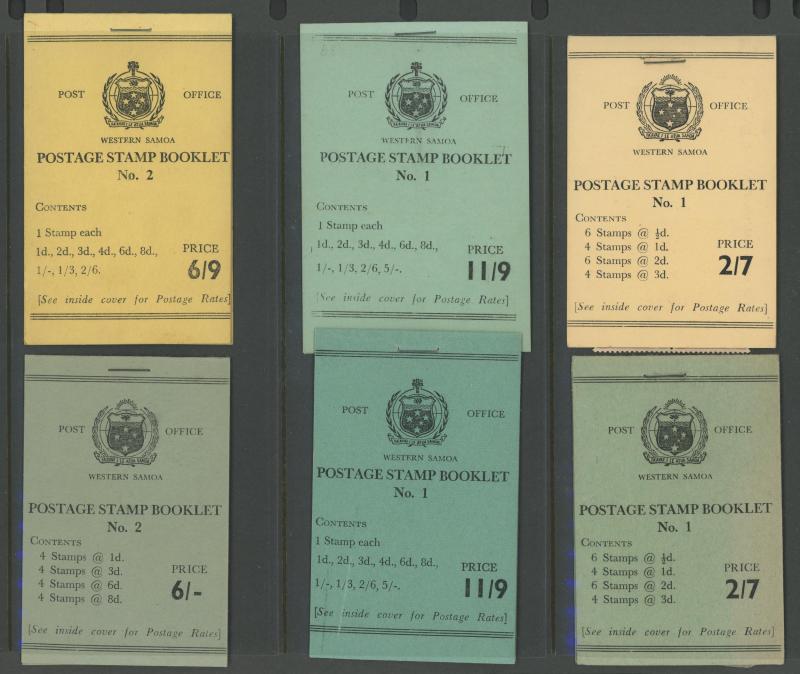 POST OFFICE
WESTERN SAMOA
POSTAGE STAMP BOOKLET
No. 2
CONTENTS
1 Stamp each
1d., 2d., 3d., 4d., 6d., 8d.,
1/-, 1/3, 2/6.
PRICE
6/9
[See inside cover for Postage Rates]
POST OFFICE
WESTERN SAMOA
POSTAGE STAMP BOOKLET
No. 1
CONTENTS
1 Stamp each
1d., 2d., 3d., 4d., 6d., 8d.,
1/-, 1/3, 2/6, 5/-.
PRICE
11/9
[See inside cover for Postage Rates]
POST OFFICE
WESTERN SAMOA
POSTAGE STAMP BOOKLET
No. 1
CONTENTS
6 Stamps @ ½d.
4 Stamps @ 1d.
6 Stamps @ 2d.
4 Stamps @ 3d.
PRICE
2/7
[See inside cover for Postage Rates]
POST OFFICE
WESTERN SAMOA
POSTAGE STAMP BOOKLET
No. 2
CONTENTS
4 Stamps @ 1d.
4 Stamps @ 3d.
4 Stamps @ 6d.
4 Stamps @ 8d.
PRICE
6/-
[See inside cover for Postage Rates]
POST OFFICE
WESTERN SAMOA
POSTAGE STAMP BOOKLET
No. 1
CONTENTS
1 Stamp each
1d., 2d., 3d., 4d., 6d., 8d.,
1/-, 1/3, 2/6, 5/-.
PRICE
11/9
[See inside cover for Postage Rates]
POST OFFICE
WESTERN SAMOA
POSTAGE STAMP BOOKLET
No. 1
CONTENTS
6 Stamps @ ½d.
4 Stamps @ 1d.
6 Stamps @ 2d.
4 Stamps @ 3d.
PRICE
2/7
[See inside cover for Postage Rates]